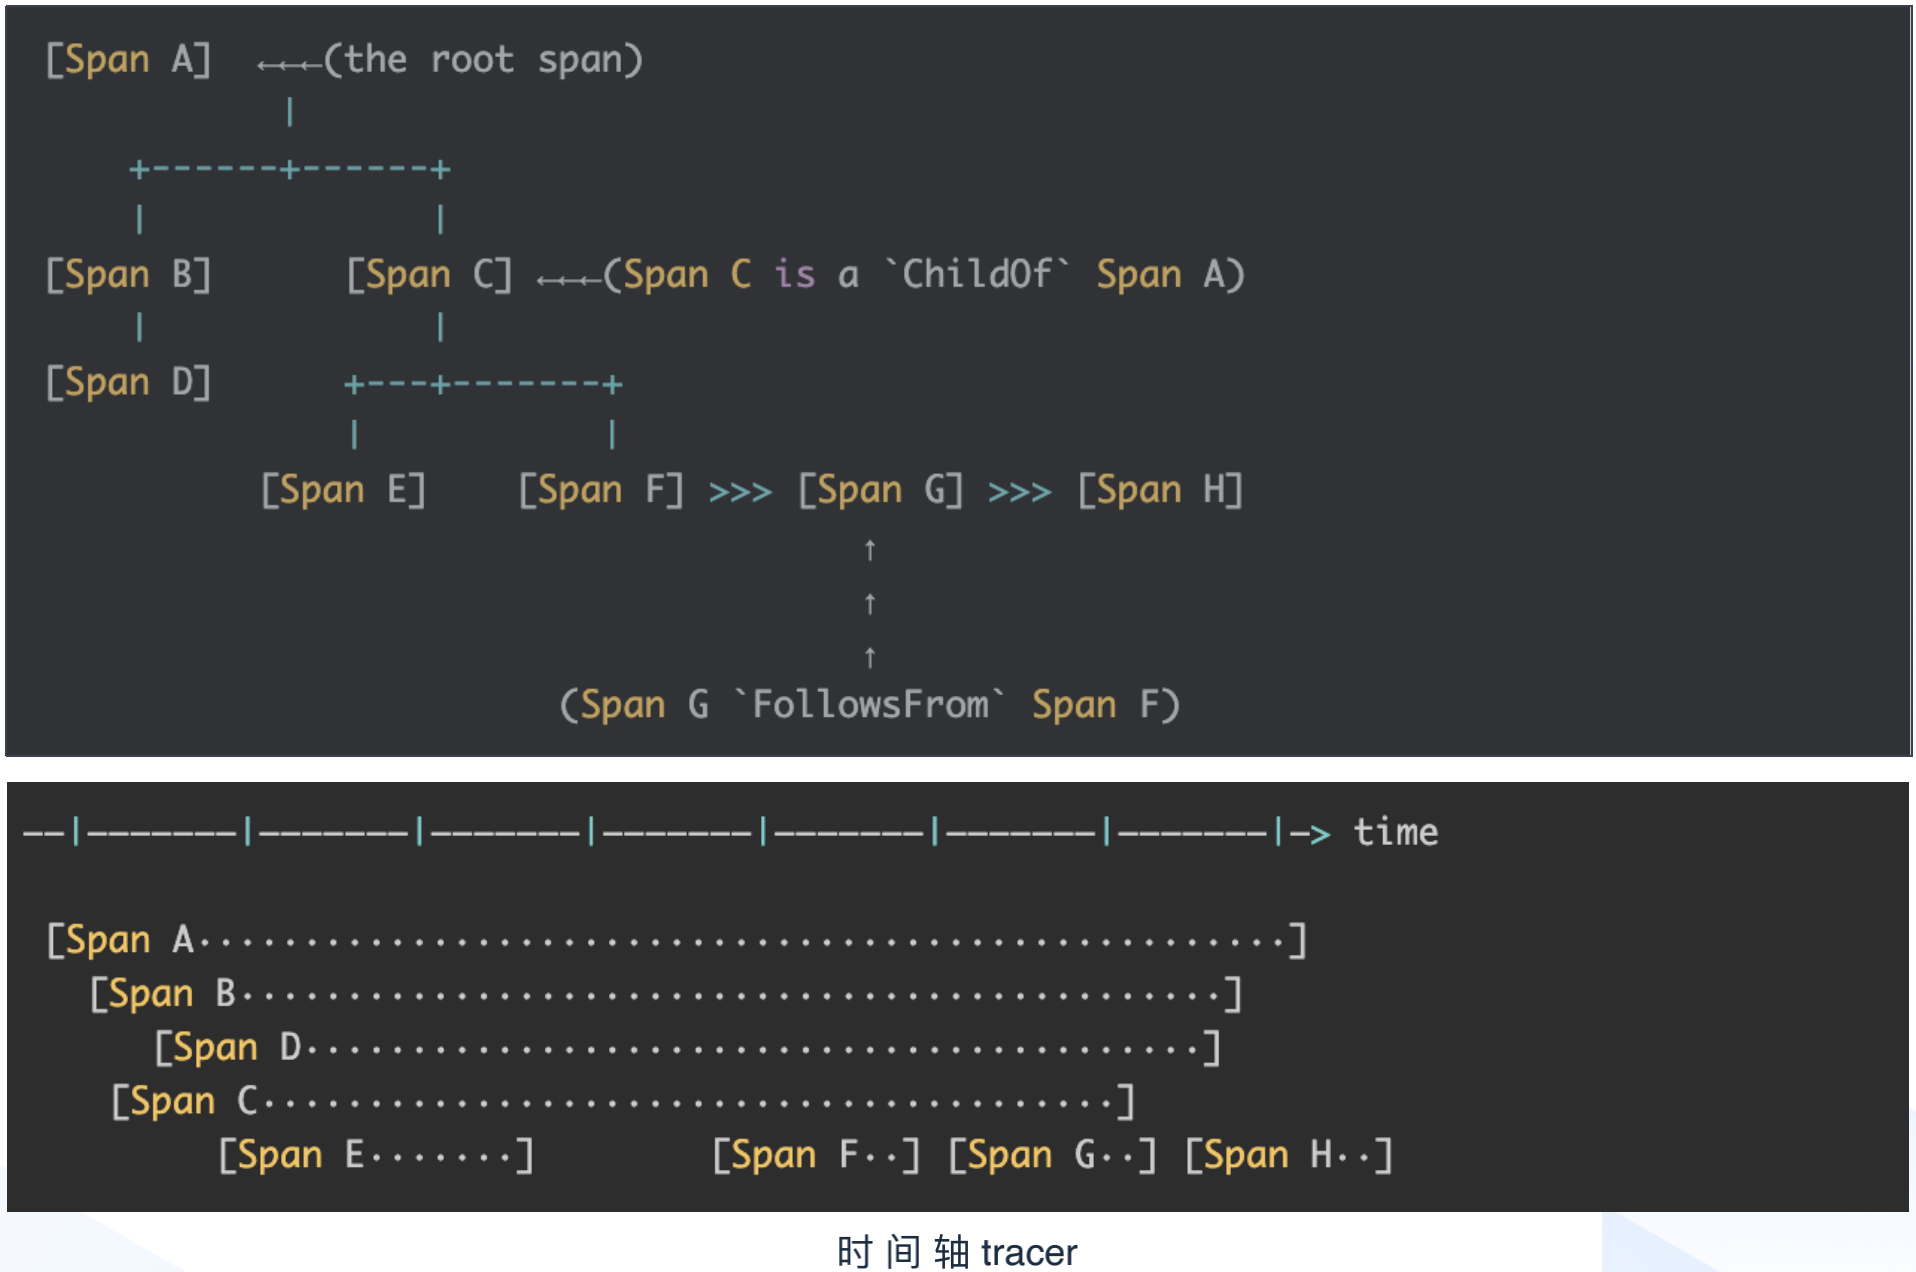 [Span A]  ←←←(the root span)
|
+------+------+
|             |
[Span B]      [Span C] ←←←(Span C is a `ChildOf` Span A)
|             |
[Span D]      +---+-------+
|           |
[Span E]    [Span F] >>> [Span G] >>> [Span H]
↑
↑
↑
(Span G `FollowsFrom` Span F)
––|–––––––|–––––––|–––––––|–––––––|–––––––|–––––––|–––––––|–> time
[Span A···················································]
[Span B··············································]
[Span D··········································]
[Span C········································]
[Span E·······]        [Span F··] [Span G··] [Span H··]
时间轴 tracer